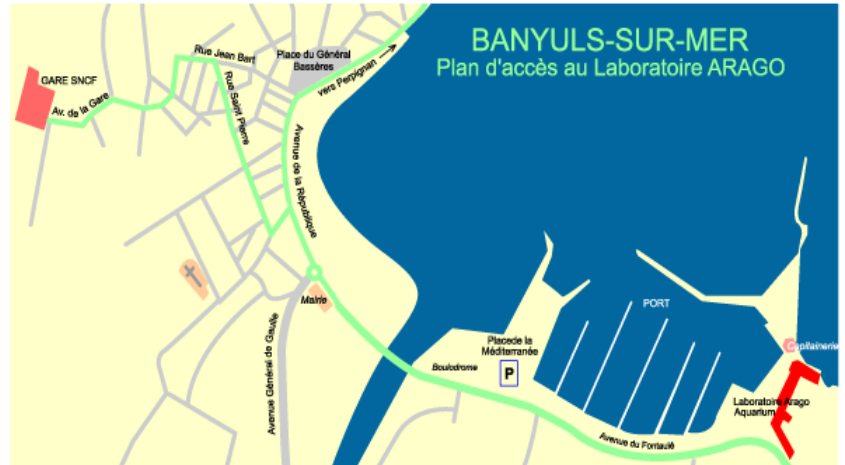 BANYULS-SUR-MER
Plan d'accès au Laboratoire ARAGO
Rue Jean Bart
Place du Général
Bassères
GARE SNCF
vers Perpignan
Av. de la Gare
Rue Saint Pierre
Avenue de la République
Mairie
PORT
Placede la
Méditerranée
Capitainerie
Boulodrome
P
Avenue Général de Gaulle
Laboratoire Arago
Aquarium
Avenue du Fontaulé